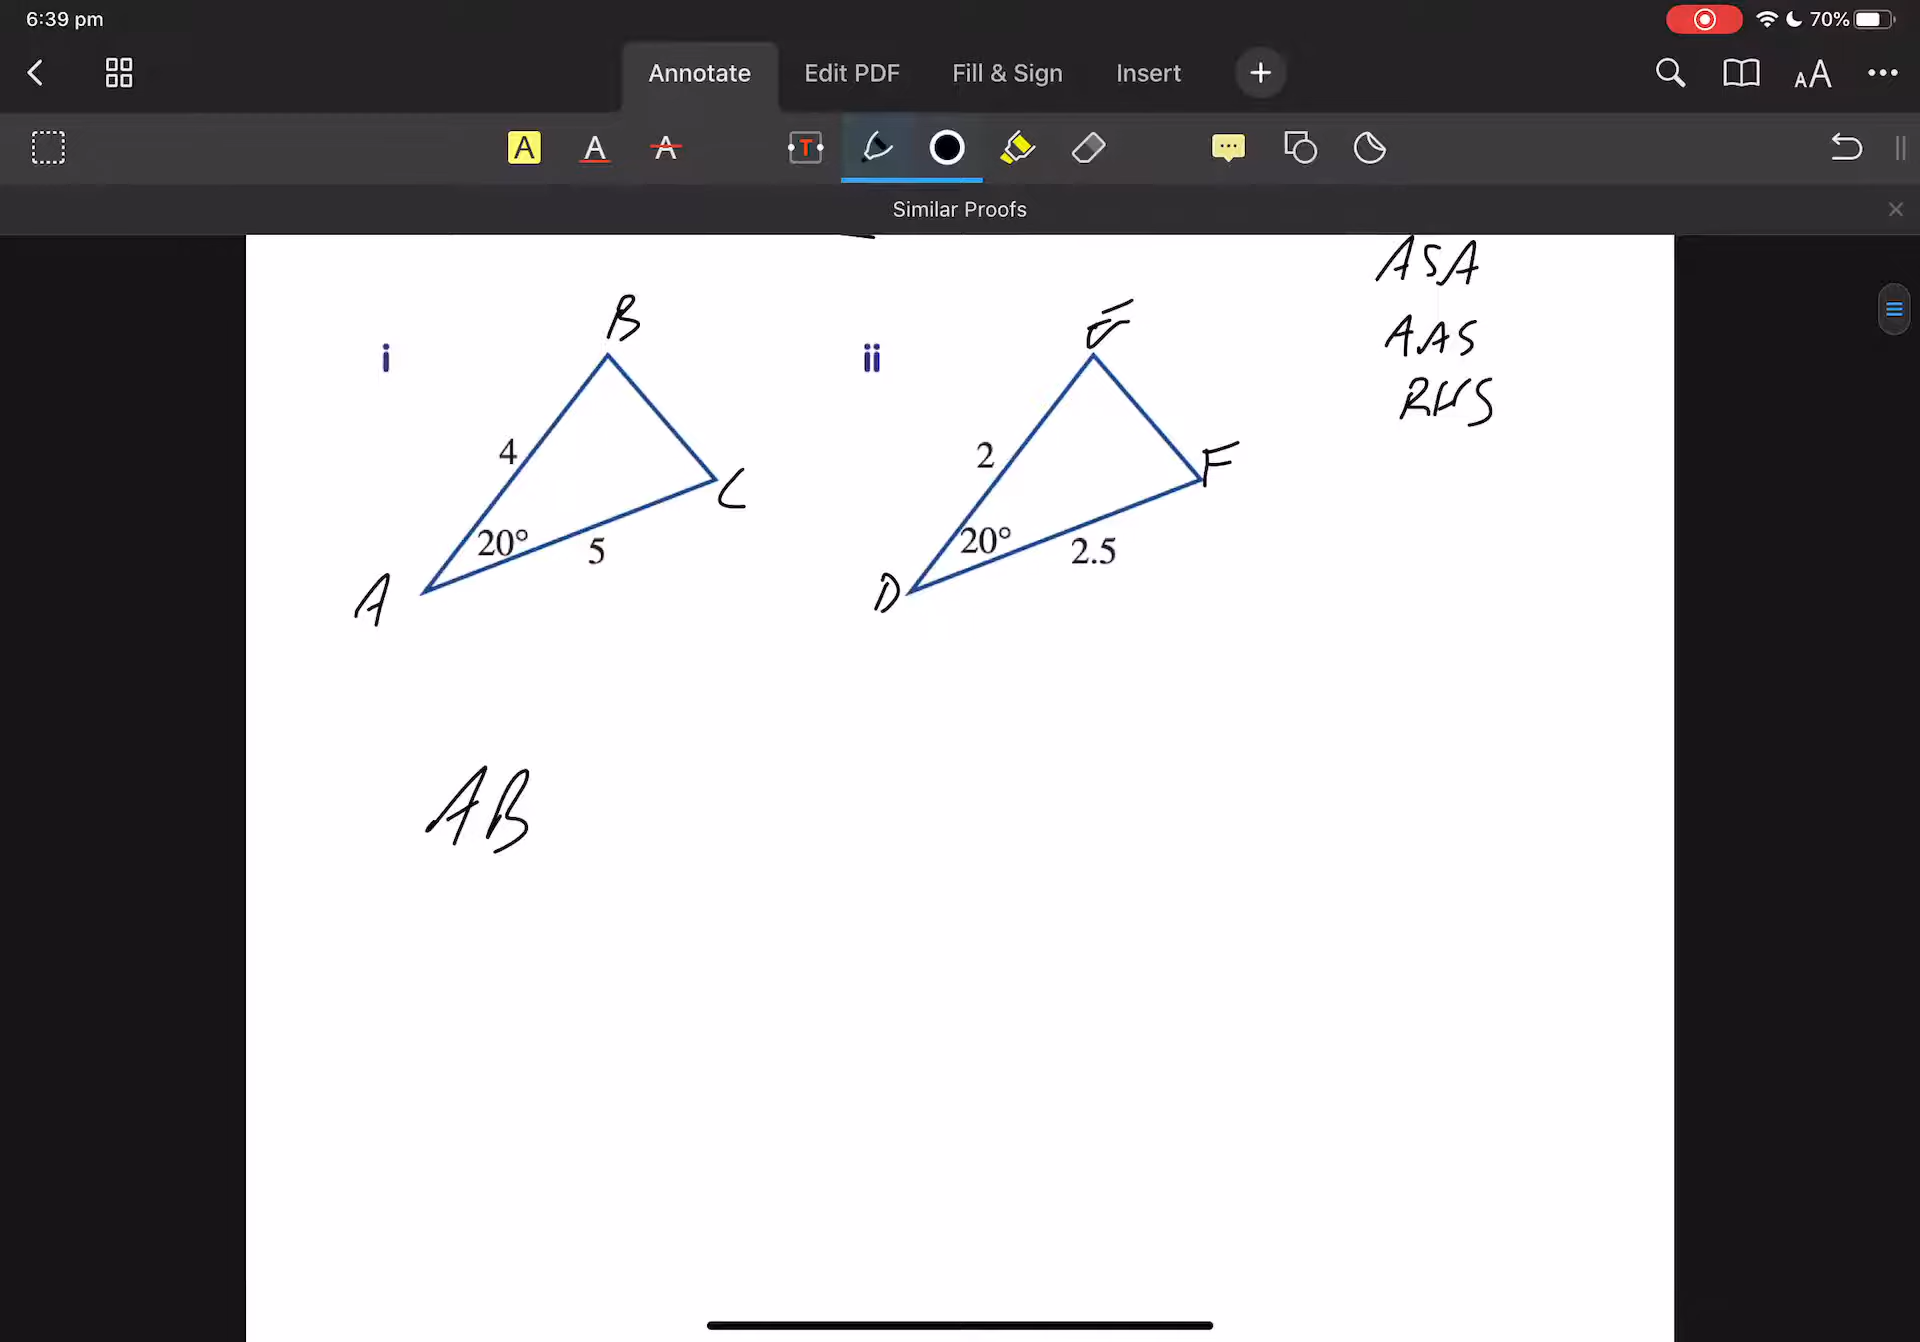 6:39 pm
70%
Annotate
Edit PDF
Fill & Sign
Insert
A
A
A
T
AA
Similar Proofs
ASA
AAS
RHS
i
B
4
C
20°
5
A
ii
E
2
F
20°
2.5
D
AB